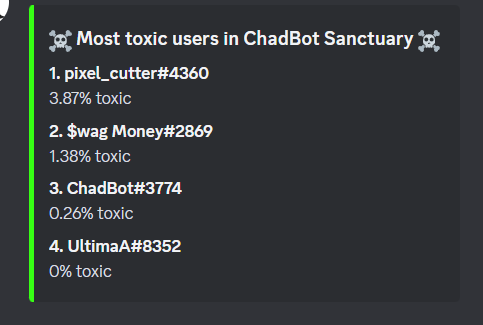 ☠️ Most toxic users in ChadBot Sanctuary ☠️
1. pixel_cutter#4360
3.87% toxic
2. $wag Money#2869
1.38% toxic
3. ChadBot#3774
0.26% toxic
4. UltimaA#8352
0% toxic